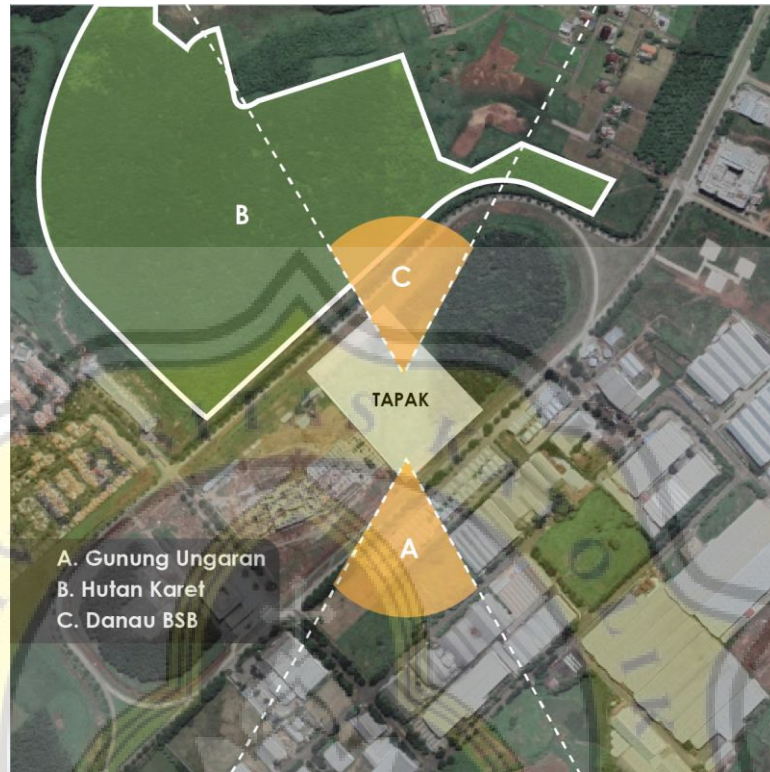 B
C
TAPAK
A
A. Gunung Ungaran
B. Hutan Karet
C. Danau BSB